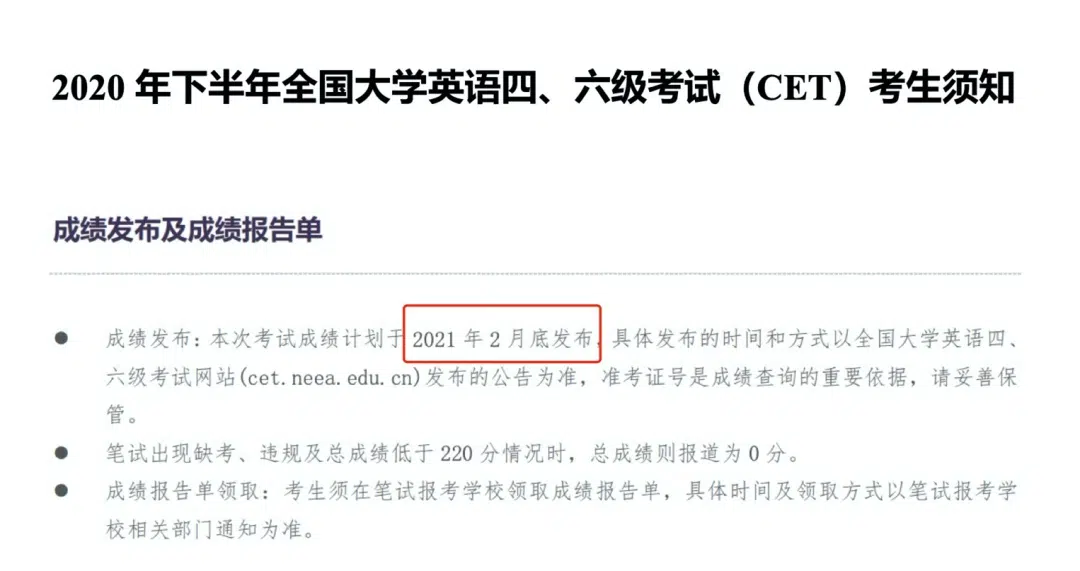 2020 年下半年全国大学英语四、六级考试（CET）考生须知
成绩发布及成绩报告单
● 成绩发布：本次考试成绩计划于 2021 年 2 月底发布，具体发布的时间和方式以全国大学英语四、
六级考试网站(cet.neea.edu.cn)发布的公告为准，准考证号是成绩查询的重要依据，请妥善保
管。
● 笔试出现缺考、违规及总成绩低于 220 分情况时，总成绩则报道为 0 分。
● 成绩报告单领取：考生须在笔试报考学校领取成绩报告单，具体时间及领取方式以笔试报考学
校相关部门通知为准。